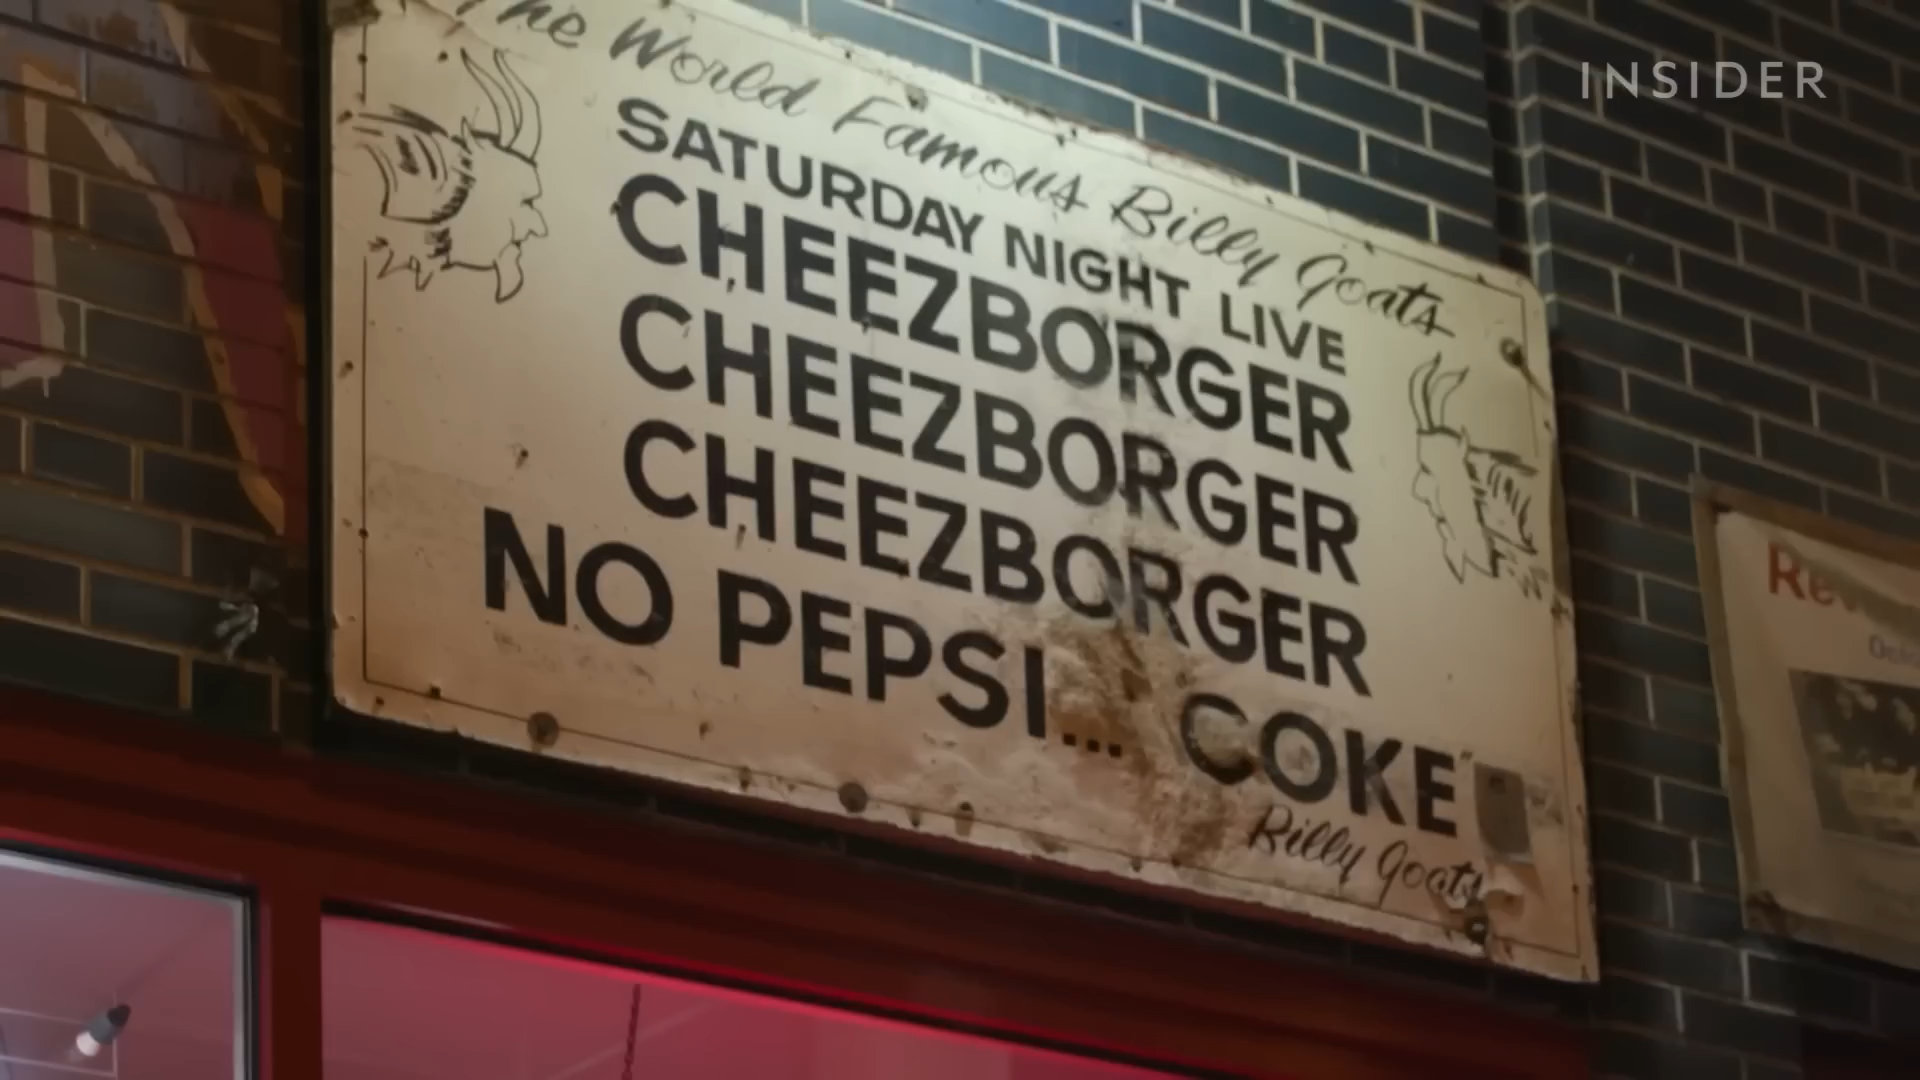 INSIDER
The World Famous Billy Goats
SATURDAY NIGHT LIVE
CHEEZBORGER
CHEEZBORGER
CHEEZBORGER
NO PEPSI... COKE"
Billy Goats